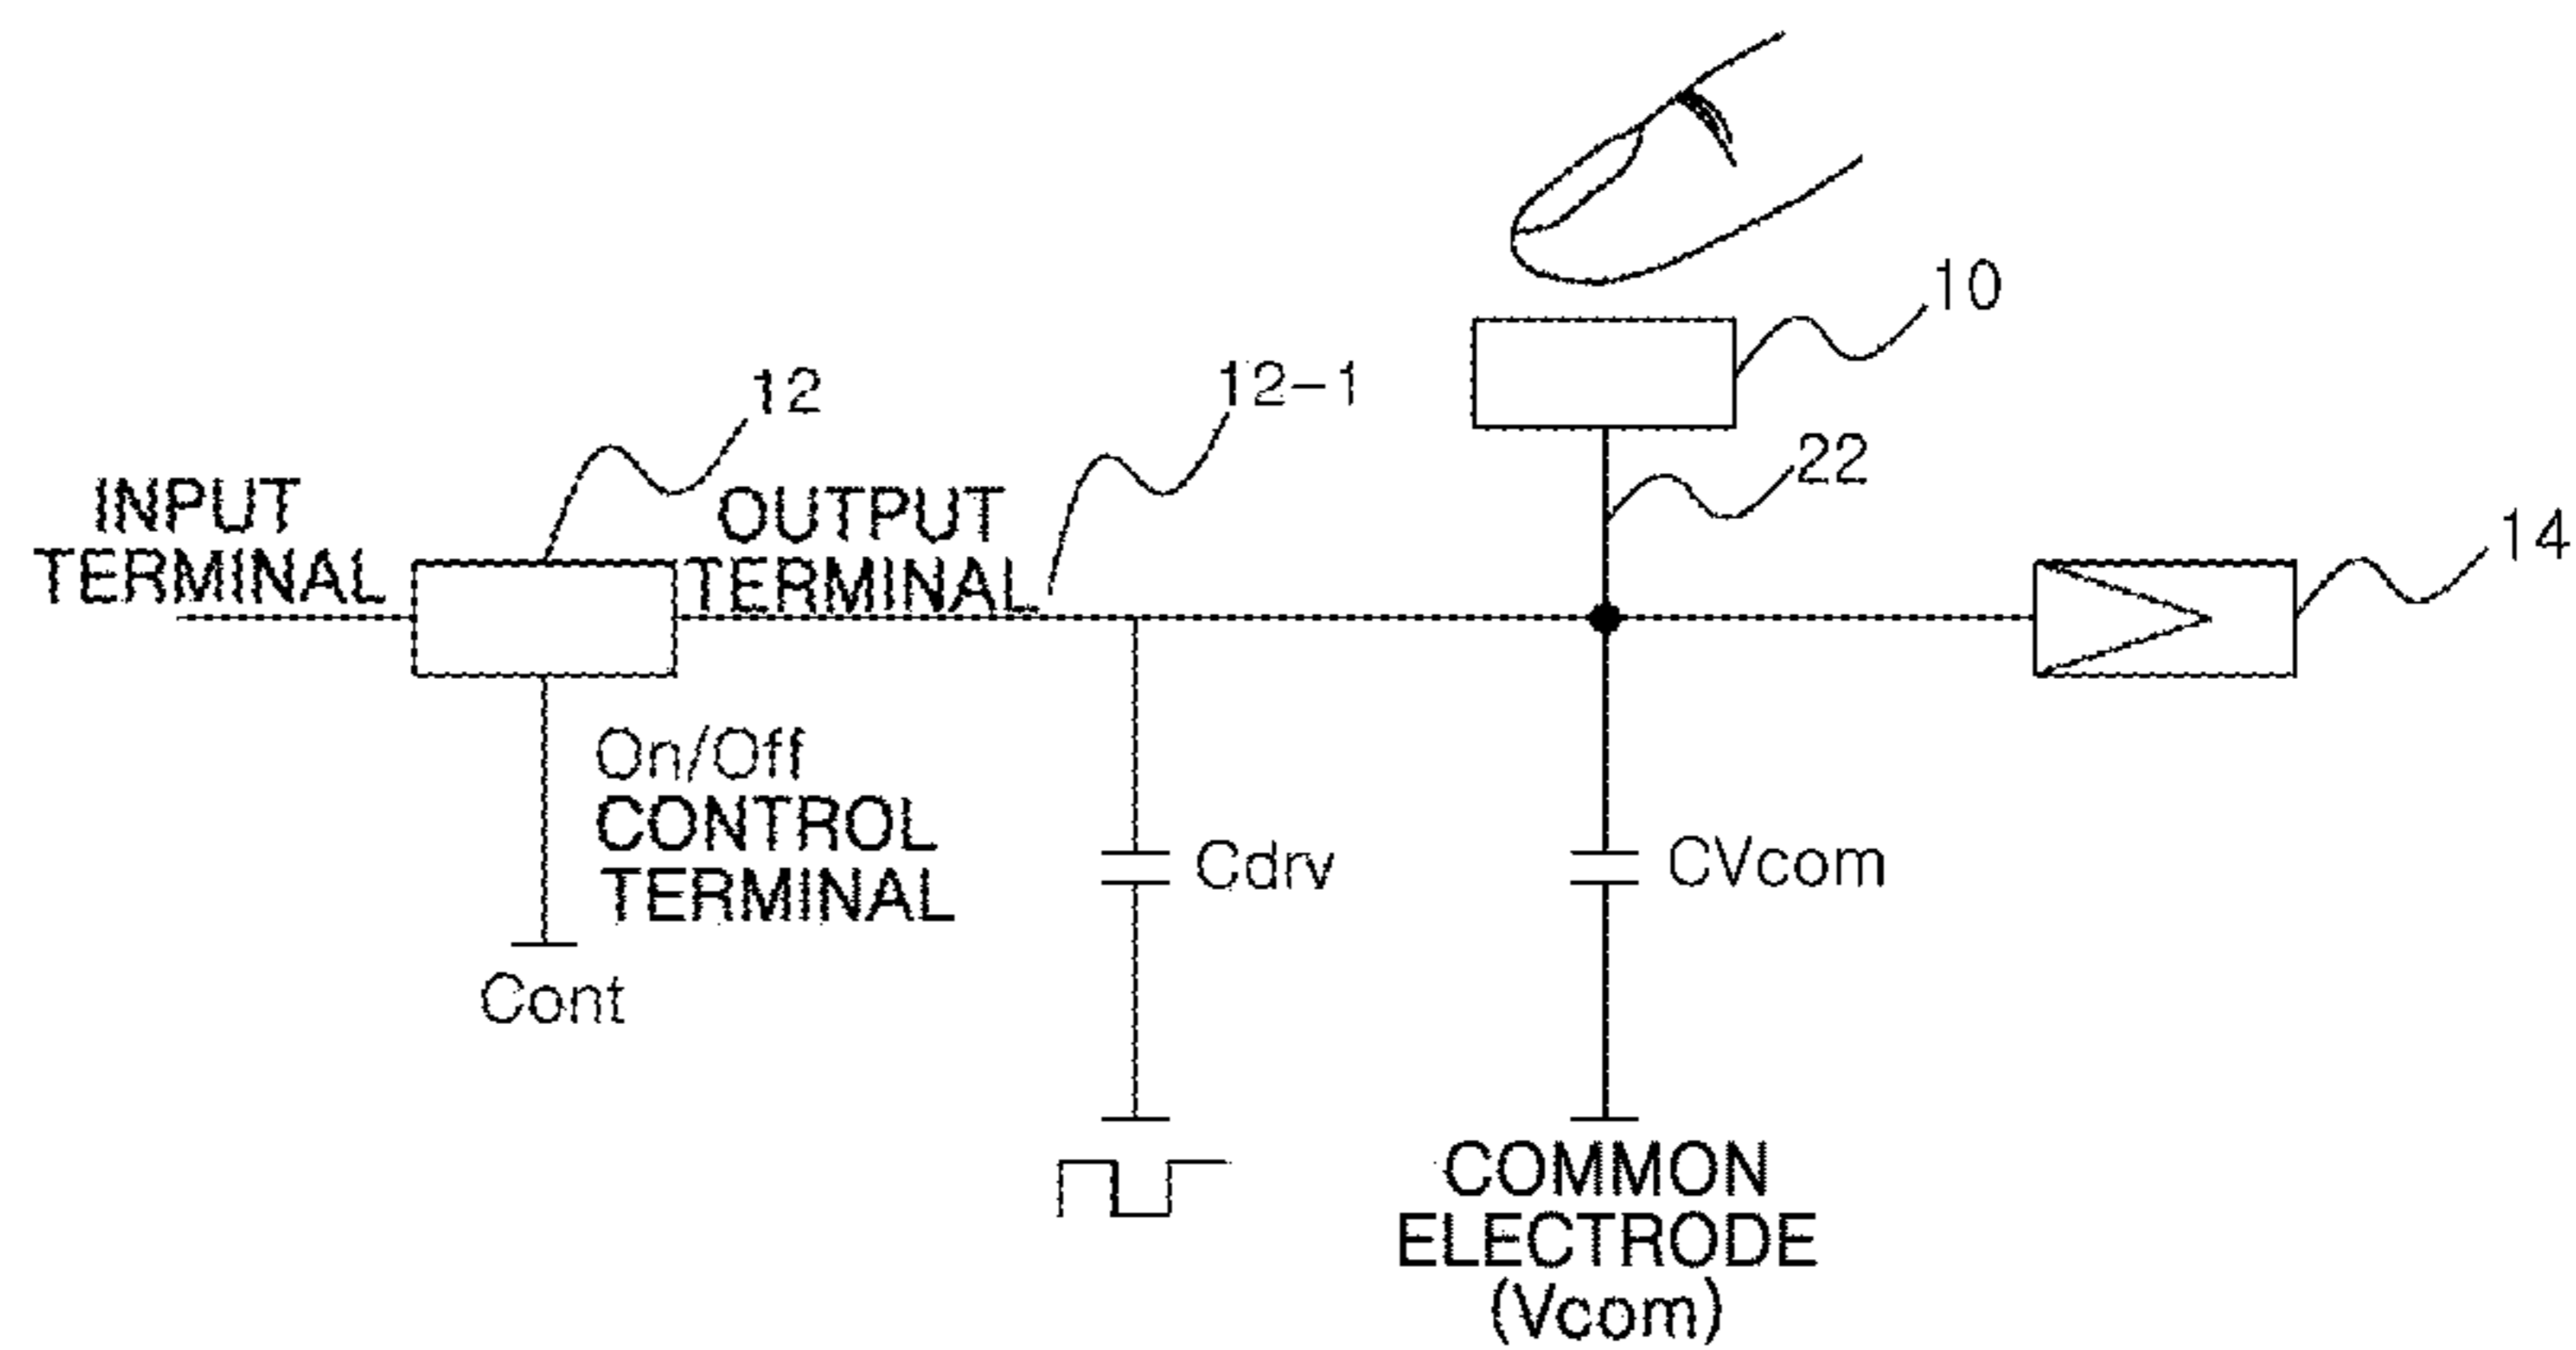 10
12
12-1
22
INPUT
TERMINAL
OUTPUT
TERMINAL
14
On/Off
CONTROL
TERMINAL
Cdrv
CVcom
Cont
COMMON
ELECTRODE
(Vcom)